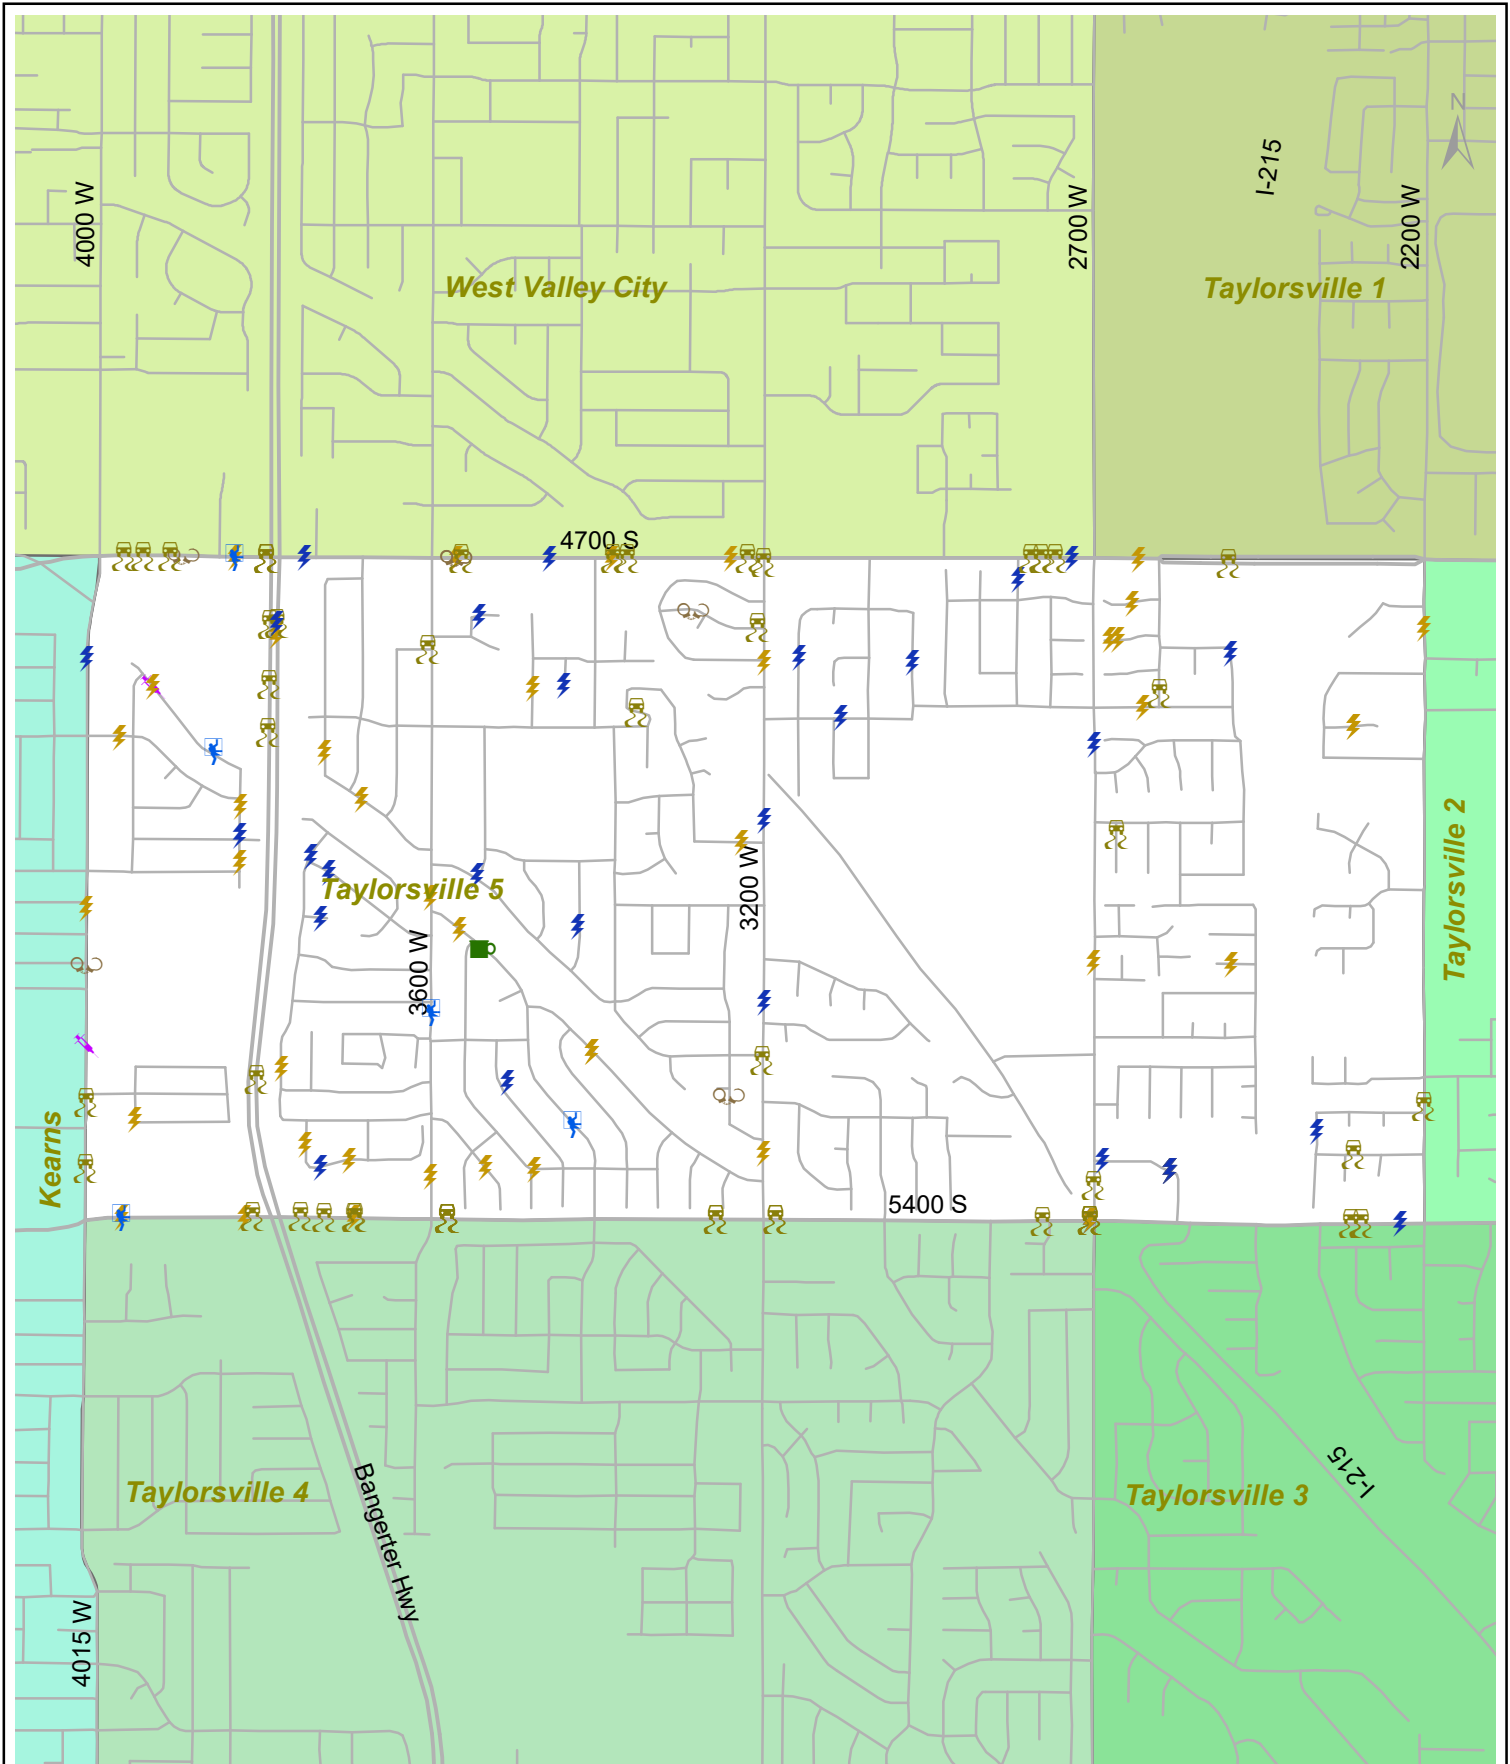 N
I-215
4000 W
2700 W
2200 W
West Valley City
Taylorsville 1
4700 S
Taylorsville 2
3200 W
Taylorsville 5
3600 W
Kearns
5400 S
I-215
Taylorsville 4
Taylorsville 3
Bangerter Hwy
4015 W